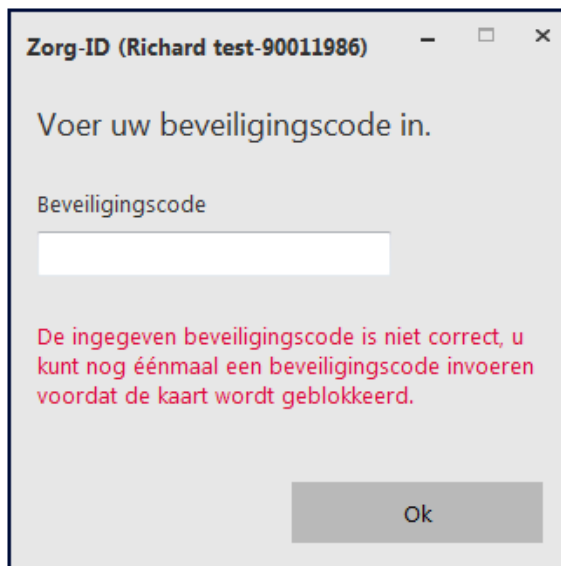 Zorg-ID (Richard test-90011986)
Voer uw beveiligingscode in.
Beveiligingscode
De ingegeven beveiligingscode is niet correct, u
kunt nog éénmaal een beveiligingscode invoeren
voordat de kaart wordt geblokkeerd.
Ok